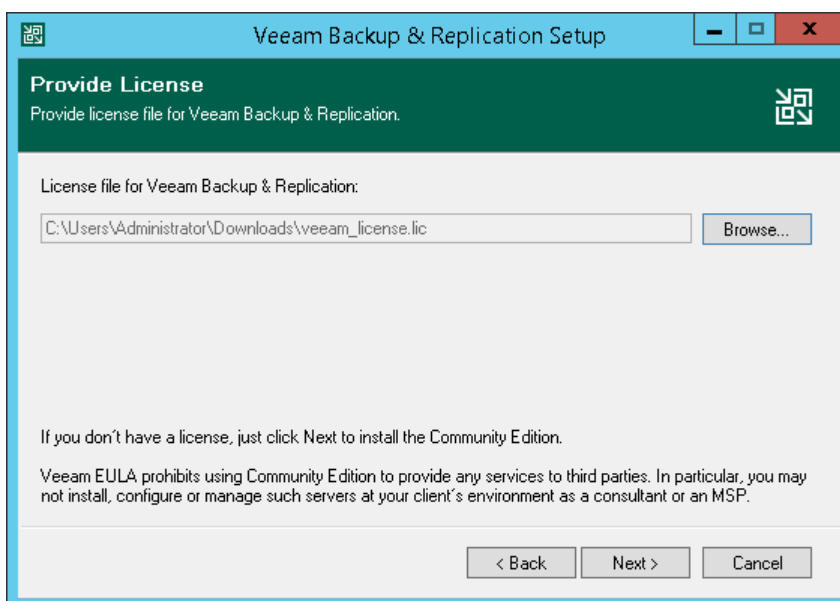 Veeam Backup & Replication Setup
Provide License
Provide license file for Veeam Backup & Replication.
License file for Veeam Backup & Replication:
C:\Users\Administrator\Downloads\veeam_license.lic
Browse...
If you don´t have a license, just click Next to install the Community Edition.
Veeam EULA prohibits using Community Edition to provide any services to third parties. In particular, you may
not install, configure or manage such servers at your client´s environment as a consultant or an MSP.
< Back
Next >
Cancel